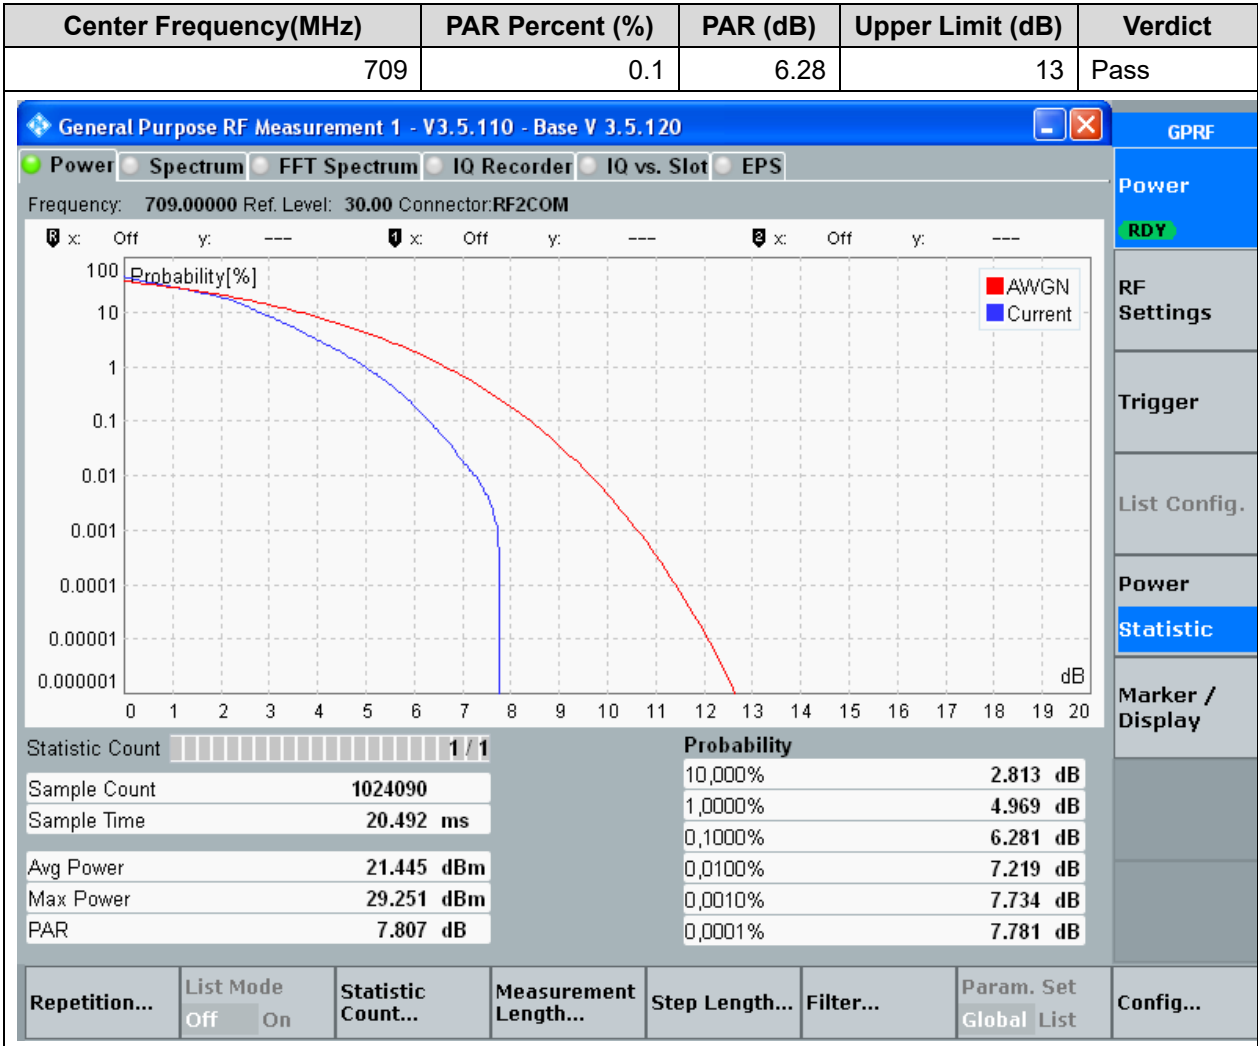 Center Frequency(MHz) PAR Percent (%) PAR (dB) Upper Limit (dB) Verdict
709 0.1 6.28 13 Pass
General Purpose RF Measurement 1 - V3.5.110 - Base V 3.5.120
GPRF
Power Spectrum FFT Spectrum IQ Recorder IQ vs. Slot EPS
Frequency: 709.00000 Ref. Level: 30.00 Connector: RF2COM
R x: Off y: --- 1 x: Off y: --- 2 x: Off y: ---
Probability[%]
AWGN
Current
100
10
1
0.1
0.01
0.001
0.0001
0.00001
0.000001
dB
0 1 2 3 4 5 6 7 8 9 10 11 12 13 14 15 16 17 18 19 20
Statistic Count 1 / 1
Sample Count 1024090
Sample Time 20.492 ms
Avg Power 21.445 dBm
Max Power 29.251 dBm
PAR 7.807 dB
Probability
10,000% 2.813 dB
1,0000% 4.969 dB
0,1000% 6.281 dB
0,0100% 7.219 dB
0,0010% 7.734 dB
0,0001% 7.781 dB
Power
RDY
RF
Settings
Trigger
List Config.
Power
Statistic
Marker /
Display
Repetition...
List Mode
Off On
Statistic
Count...
Measurement
Length...
Step Length...
Filter...
Param. Set
Global List
Config...